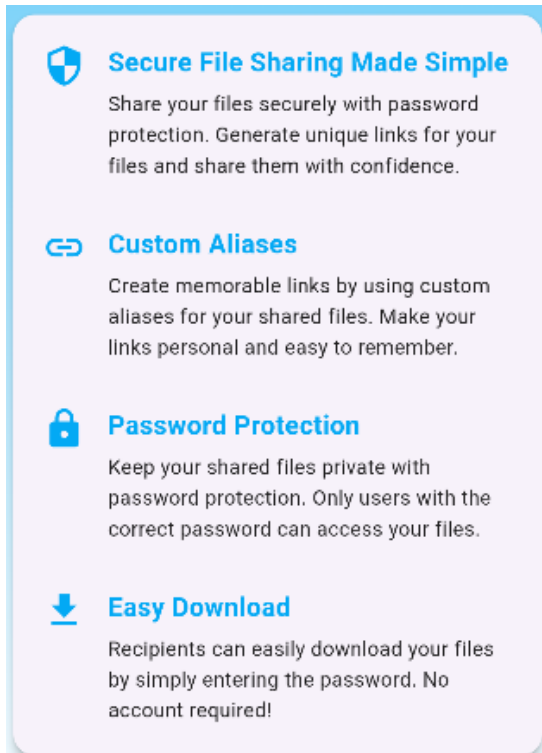 Secure File Sharing Made Simple
Share your files securely with password
protection. Generate unique links for your
files and share them with confidence.
Custom Aliases
Create memorable links by using custom
aliases for your shared files. Make your
links personal and easy to remember.
Password Protection
Keep your shared files private with
password protection. Only users with the
correct password can access your files.
Easy Download
Recipients can easily download your files
by simply entering the password. No
account required!